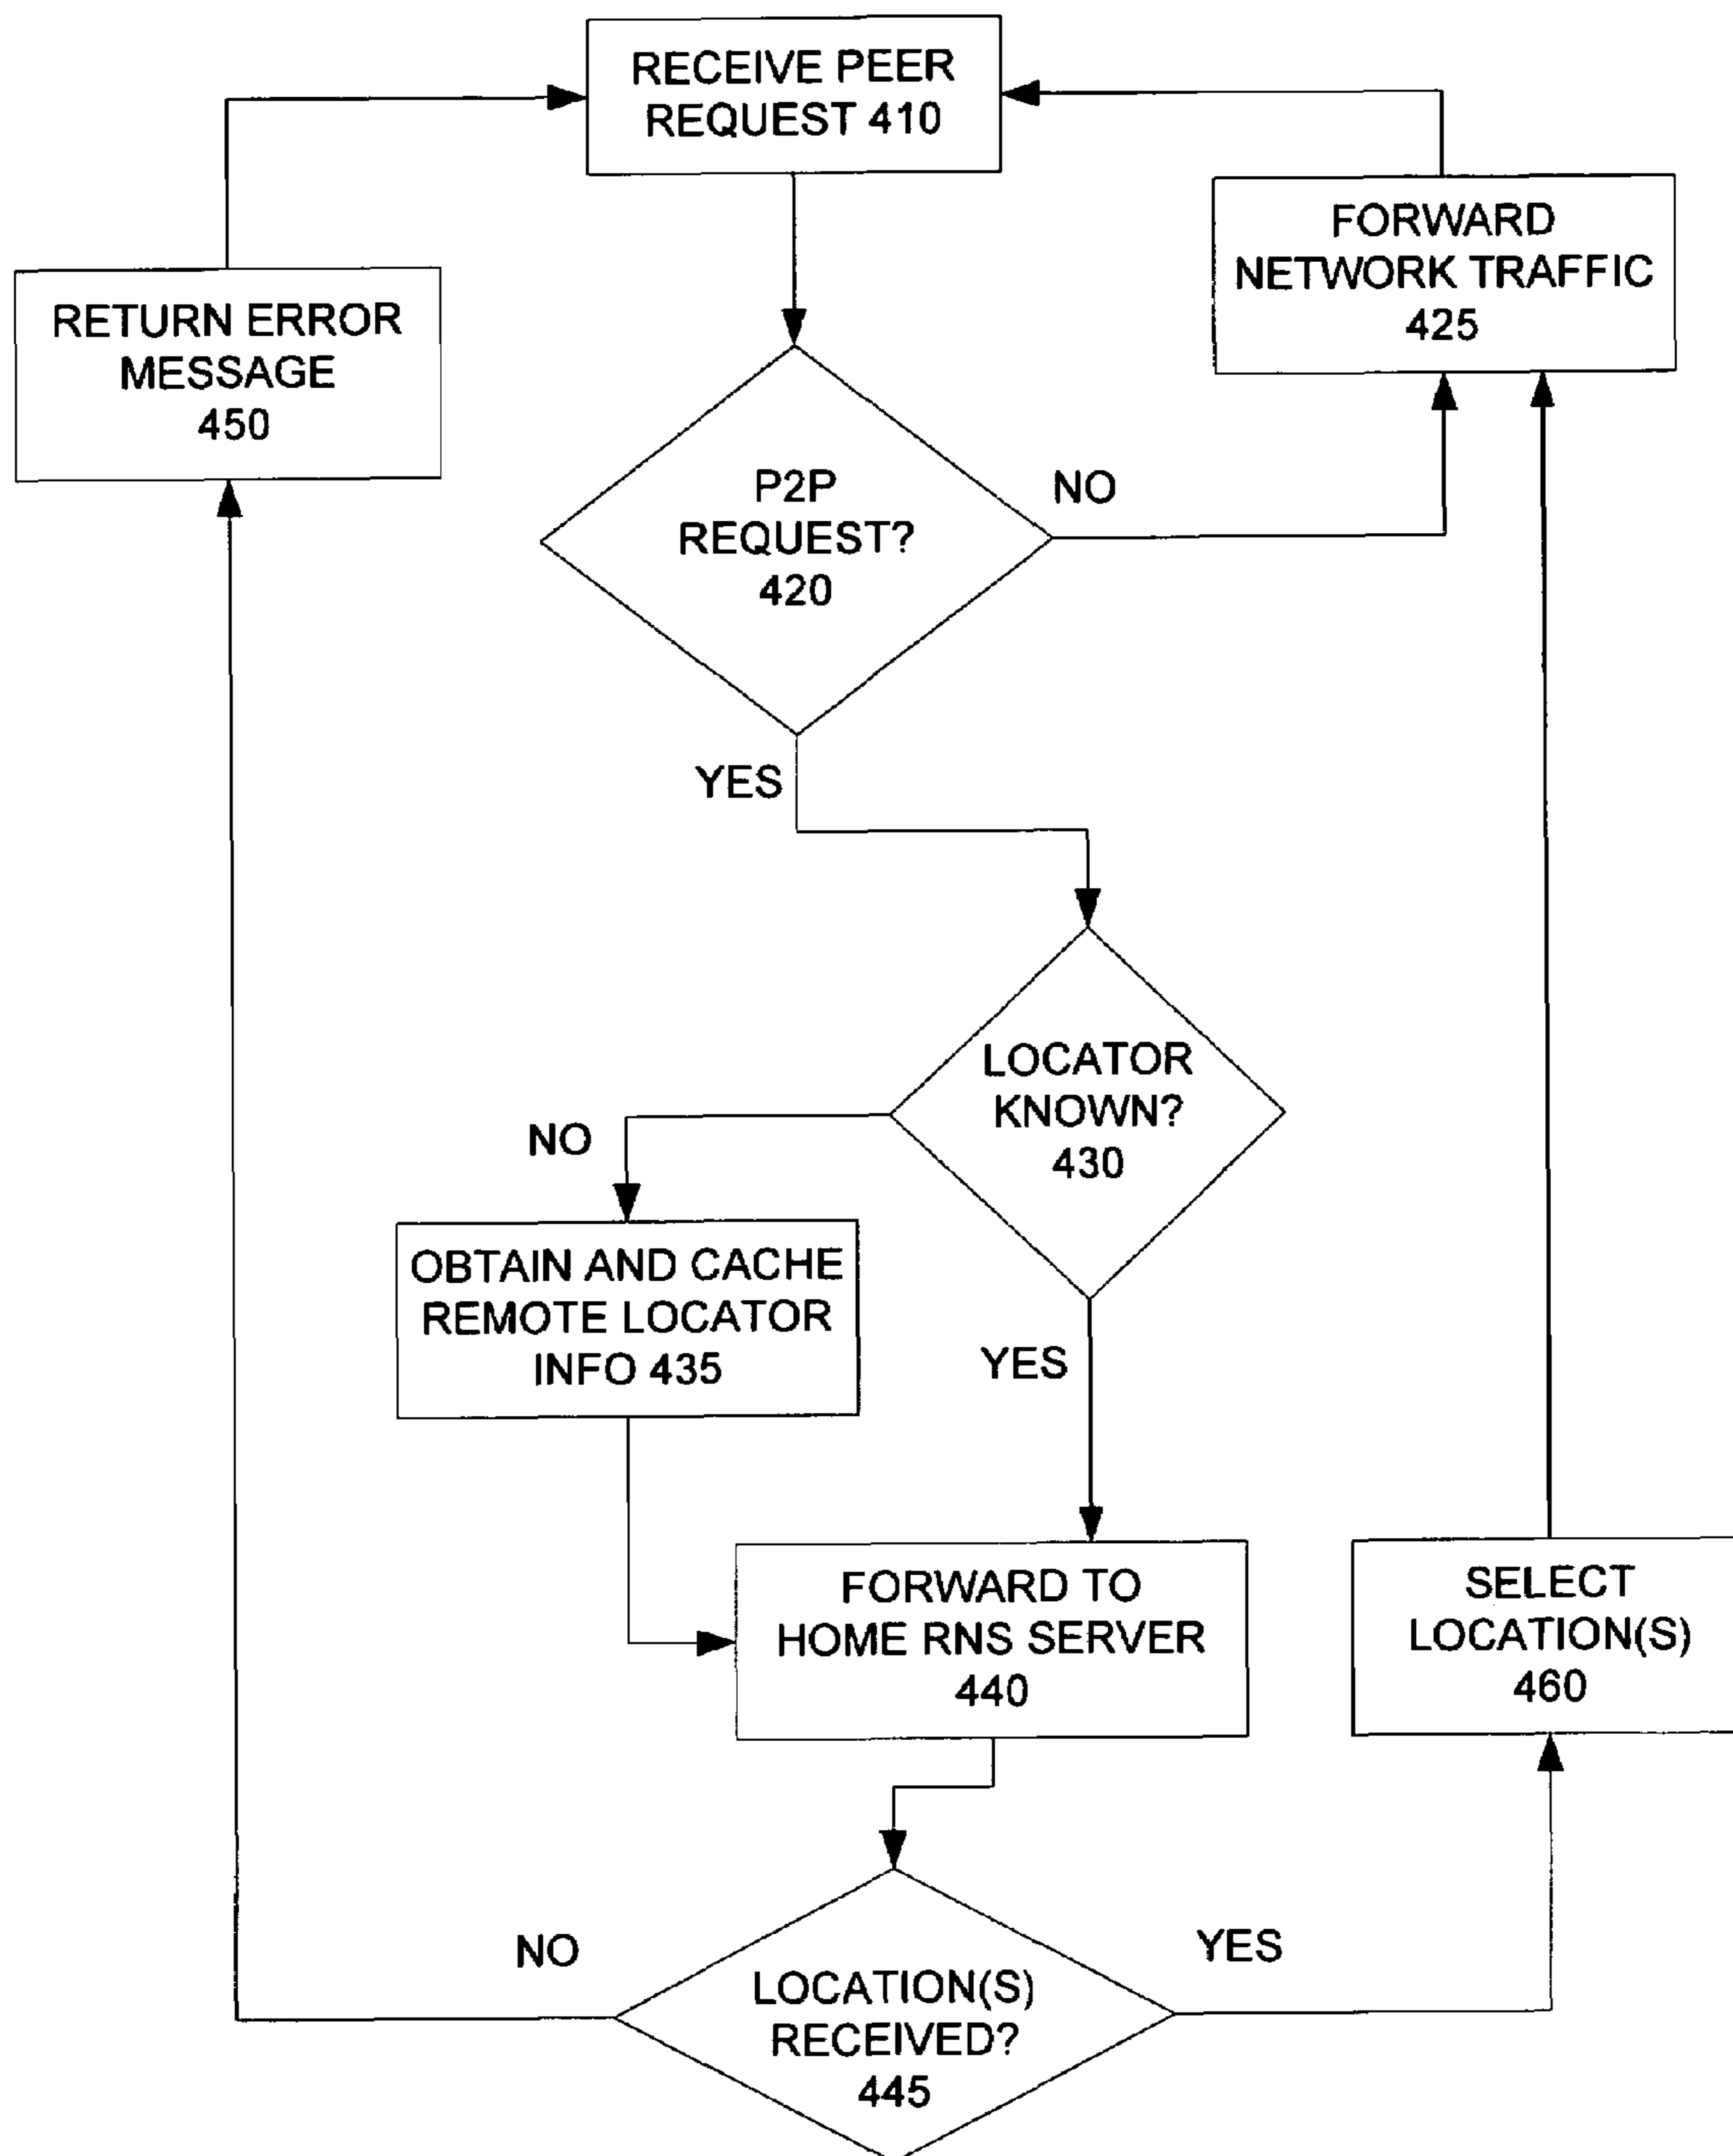 RECEIVE PEER
REQUEST 410
FORWARD
NETWORK TRAFFIC
425
RETURN ERROR
MESSAGE
450
P2P
REQUEST?
420
NO
YES
LOCATOR
KNOWN?
430
NO
OBTAIN AND CACHE
REMOTE LOCATOR
INFO 435
YES
FORWARD TO
HOME RNS SERVER
440
SELECT
LOCATION(S)
460
NO
YES
LOCATION(S)
RECEIVED?
445